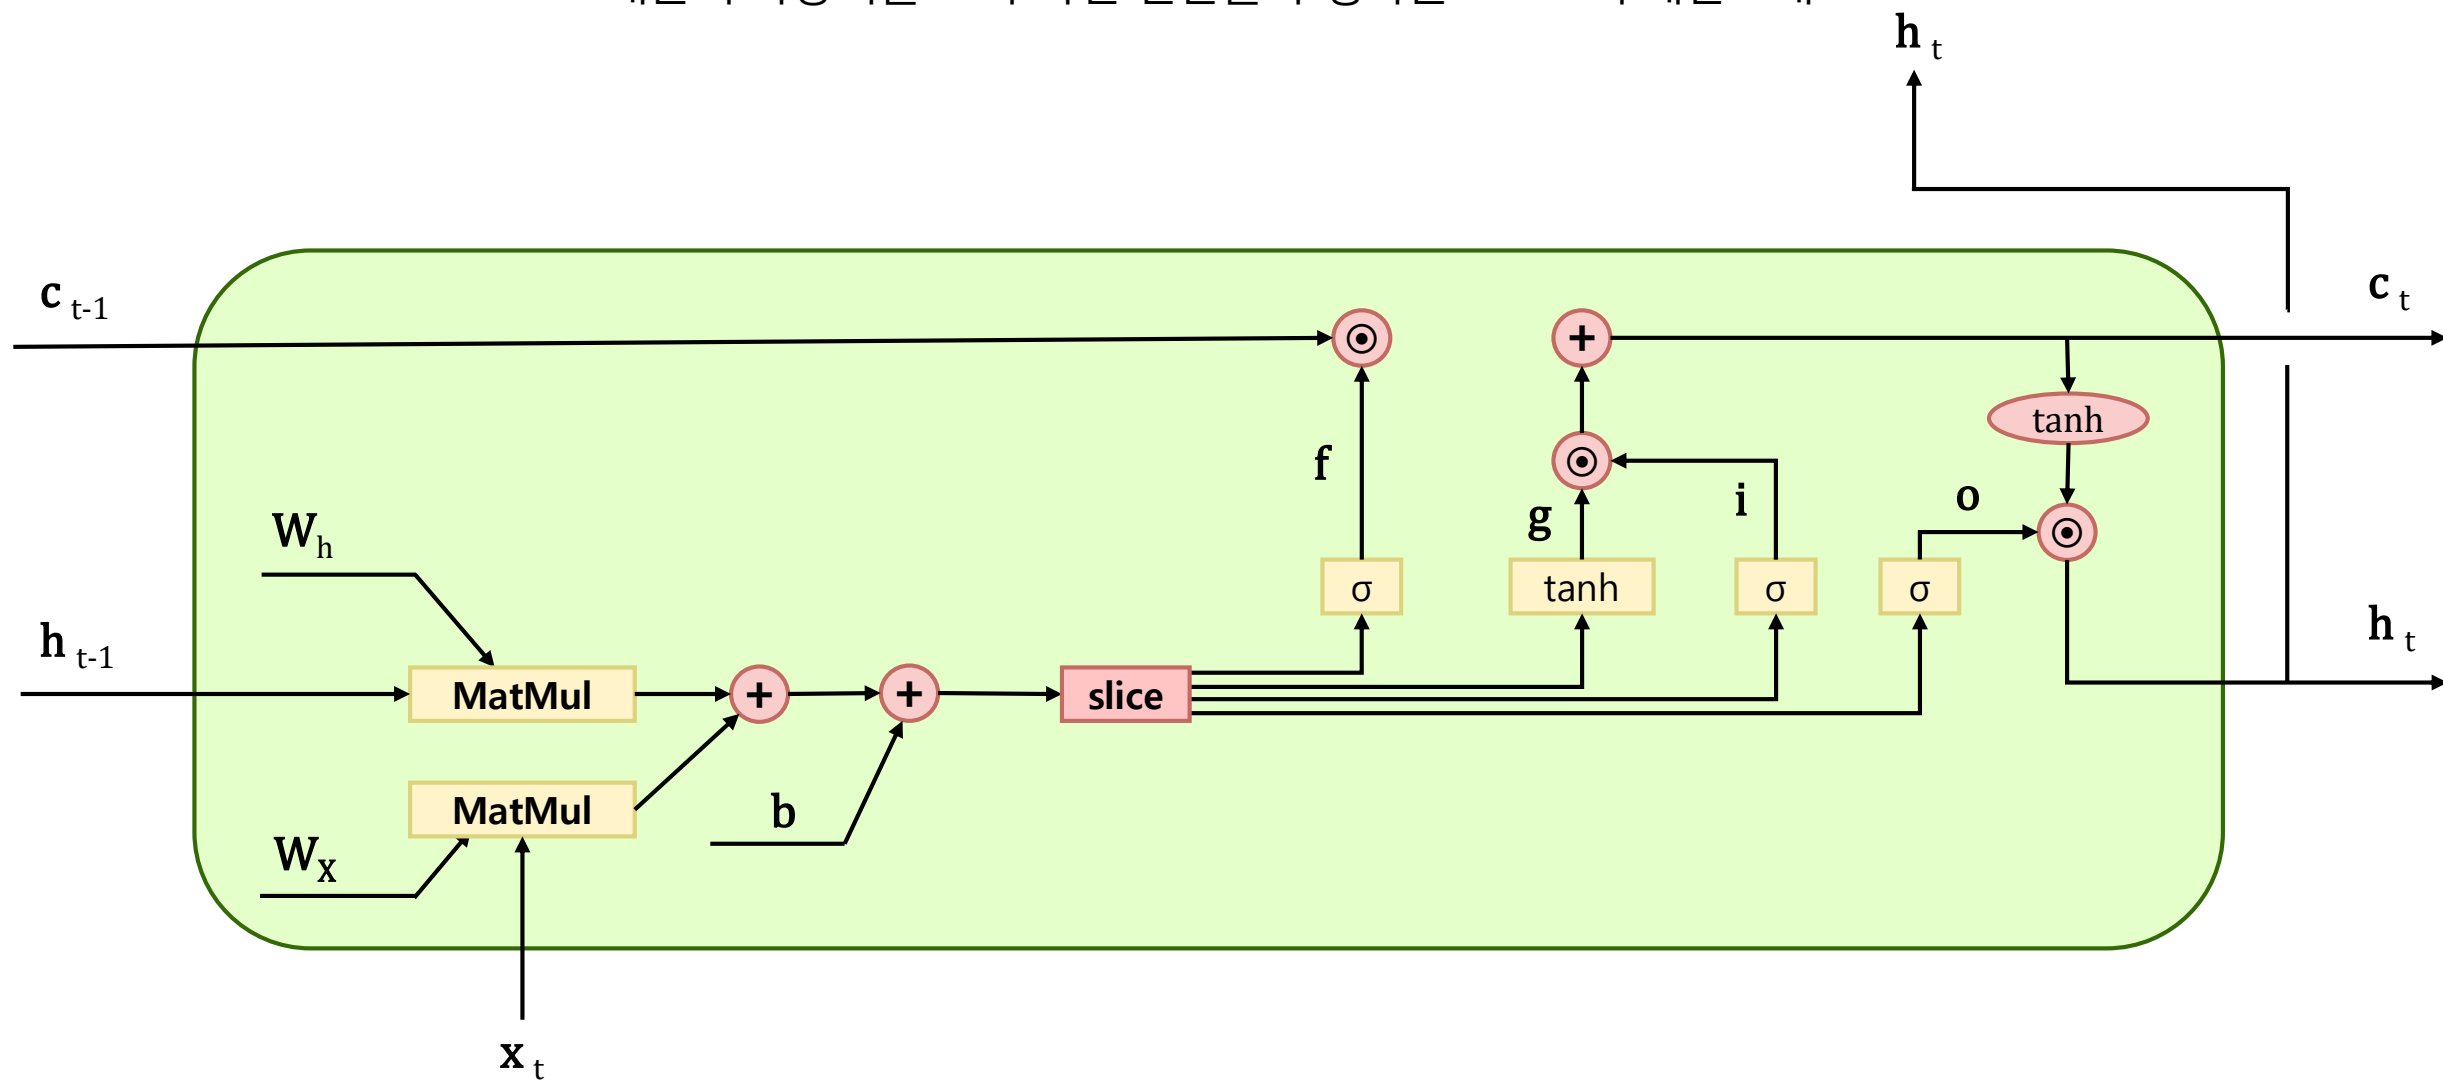 h t
c t-1
c t
+
tanh
f
g
i
o
W h
σ
tanh
σ
σ
h t-1
h t
MatMul
+
+
slice
MatMul
b
W X
x t